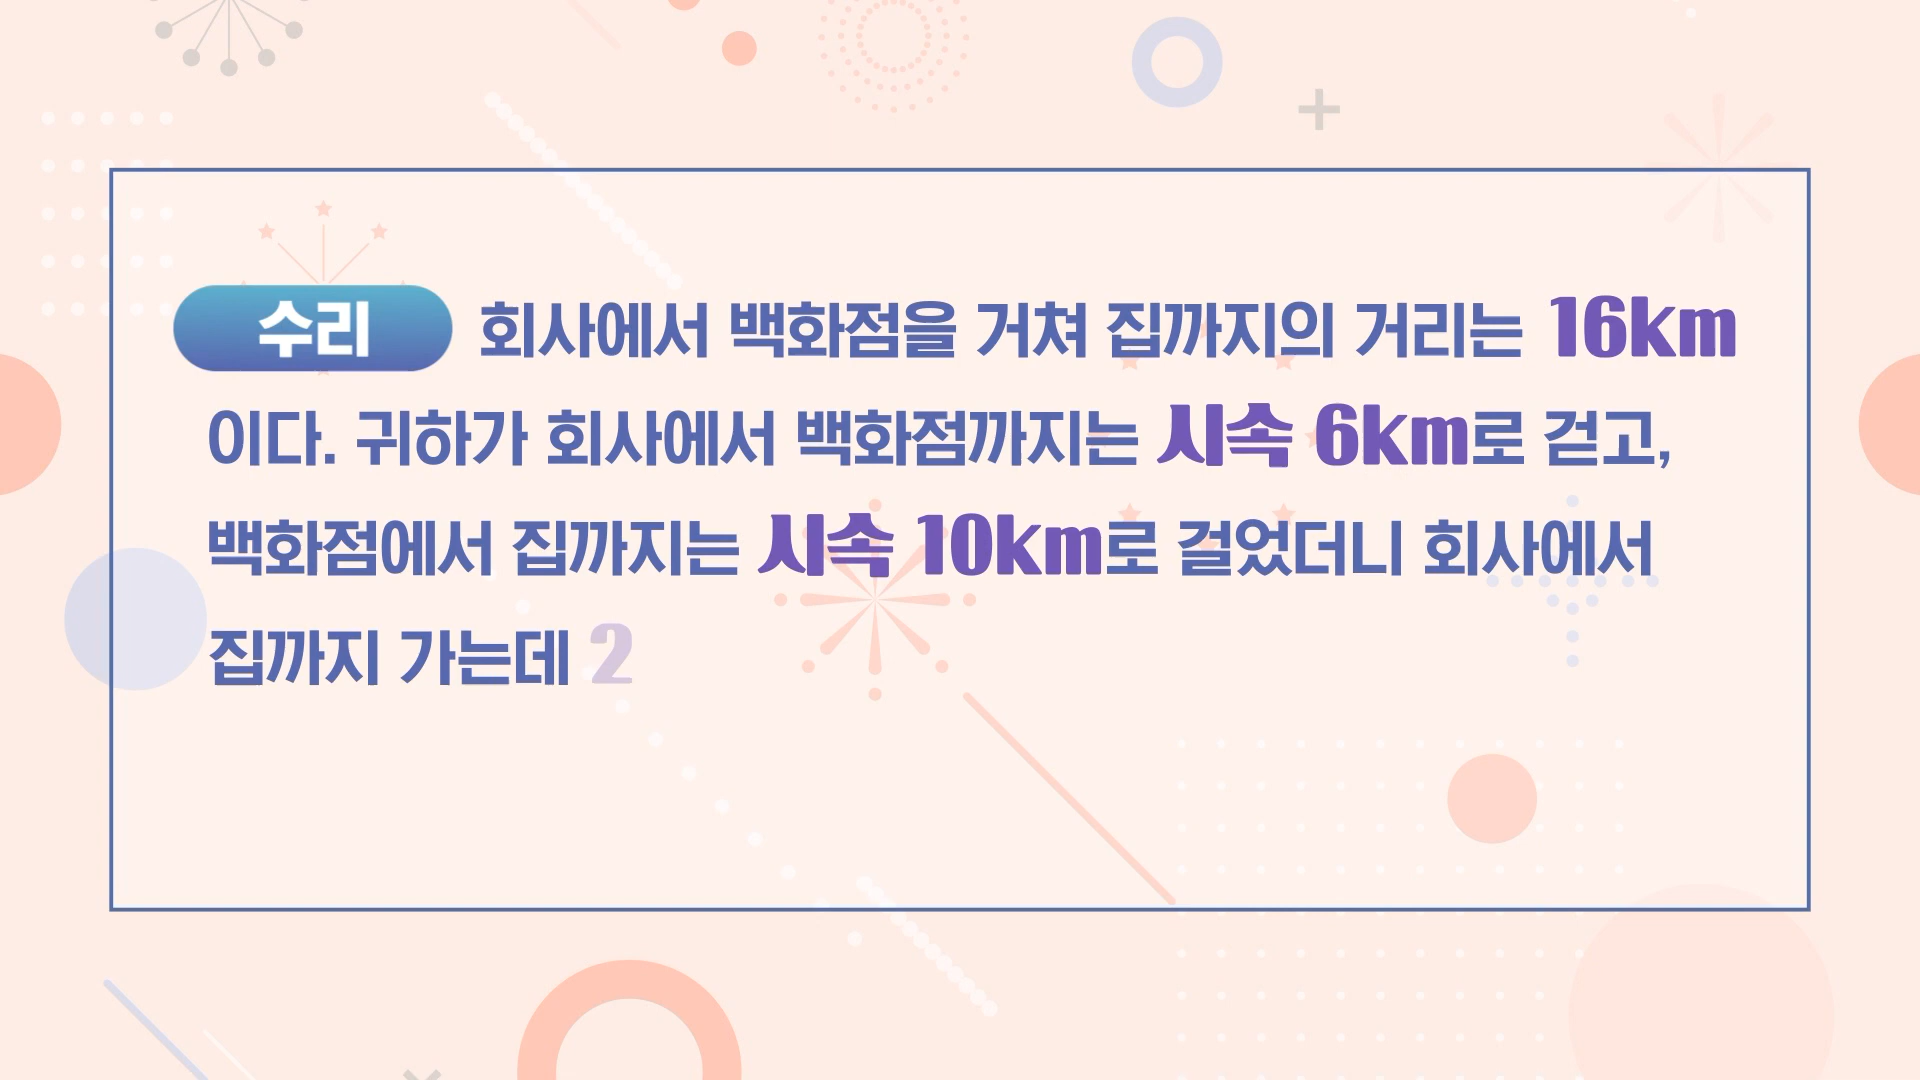 수리 회사에서 백화점을 거쳐 집까지의 거리는 16km
이다. 귀하가 회사에서 백화점까지는 시속 6km로 걷고,
백화점에서 집까지는 시속 10km로 걸었더니 회사에서
집까지 가는데 2